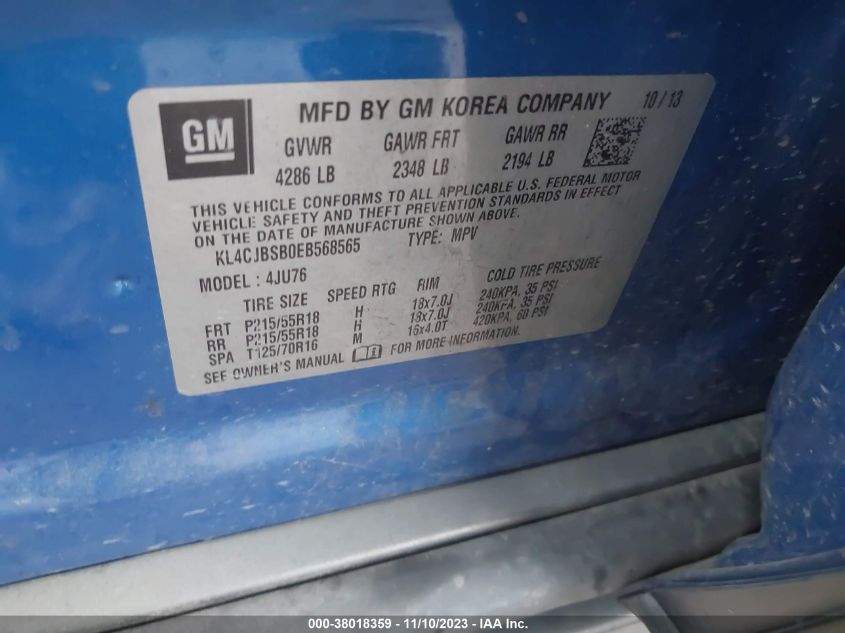 GM
MFD BY GM KOREA COMPANY 10/13
GVWR GAWR FRT GAWR RR
4286 LB 2348 LB 2194 LB
THIS VEHICLE CONFORMS TO ALL APPLICABLE U.S. FEDERAL MOTOR
VEHICLE SAFETY AND THEFT PREVENTION STANDARDS IN EFFECT
ON THE DATE OF MANUFACTURE SHOWN ABOVE.
KL4CJBSB0EB568565 TYPE: MPV
MODEL : 4JU76
TIRE SIZE SPEED RTG RIM COLD TIRE PRESSURE
FRT P215/55R18 H 18x7.0J 240KPA, 35 PSI
RR P215/55R18 H 18x7.0J 240KPA, 35 PSI
SPA T125/70R16 M 16x4.0T 420KPA, 60 PSI
SEE OWNER'S MANUAL FOR MORE INFORMATION.
000-38018359 - 11/10/2023 - IAA Inc.